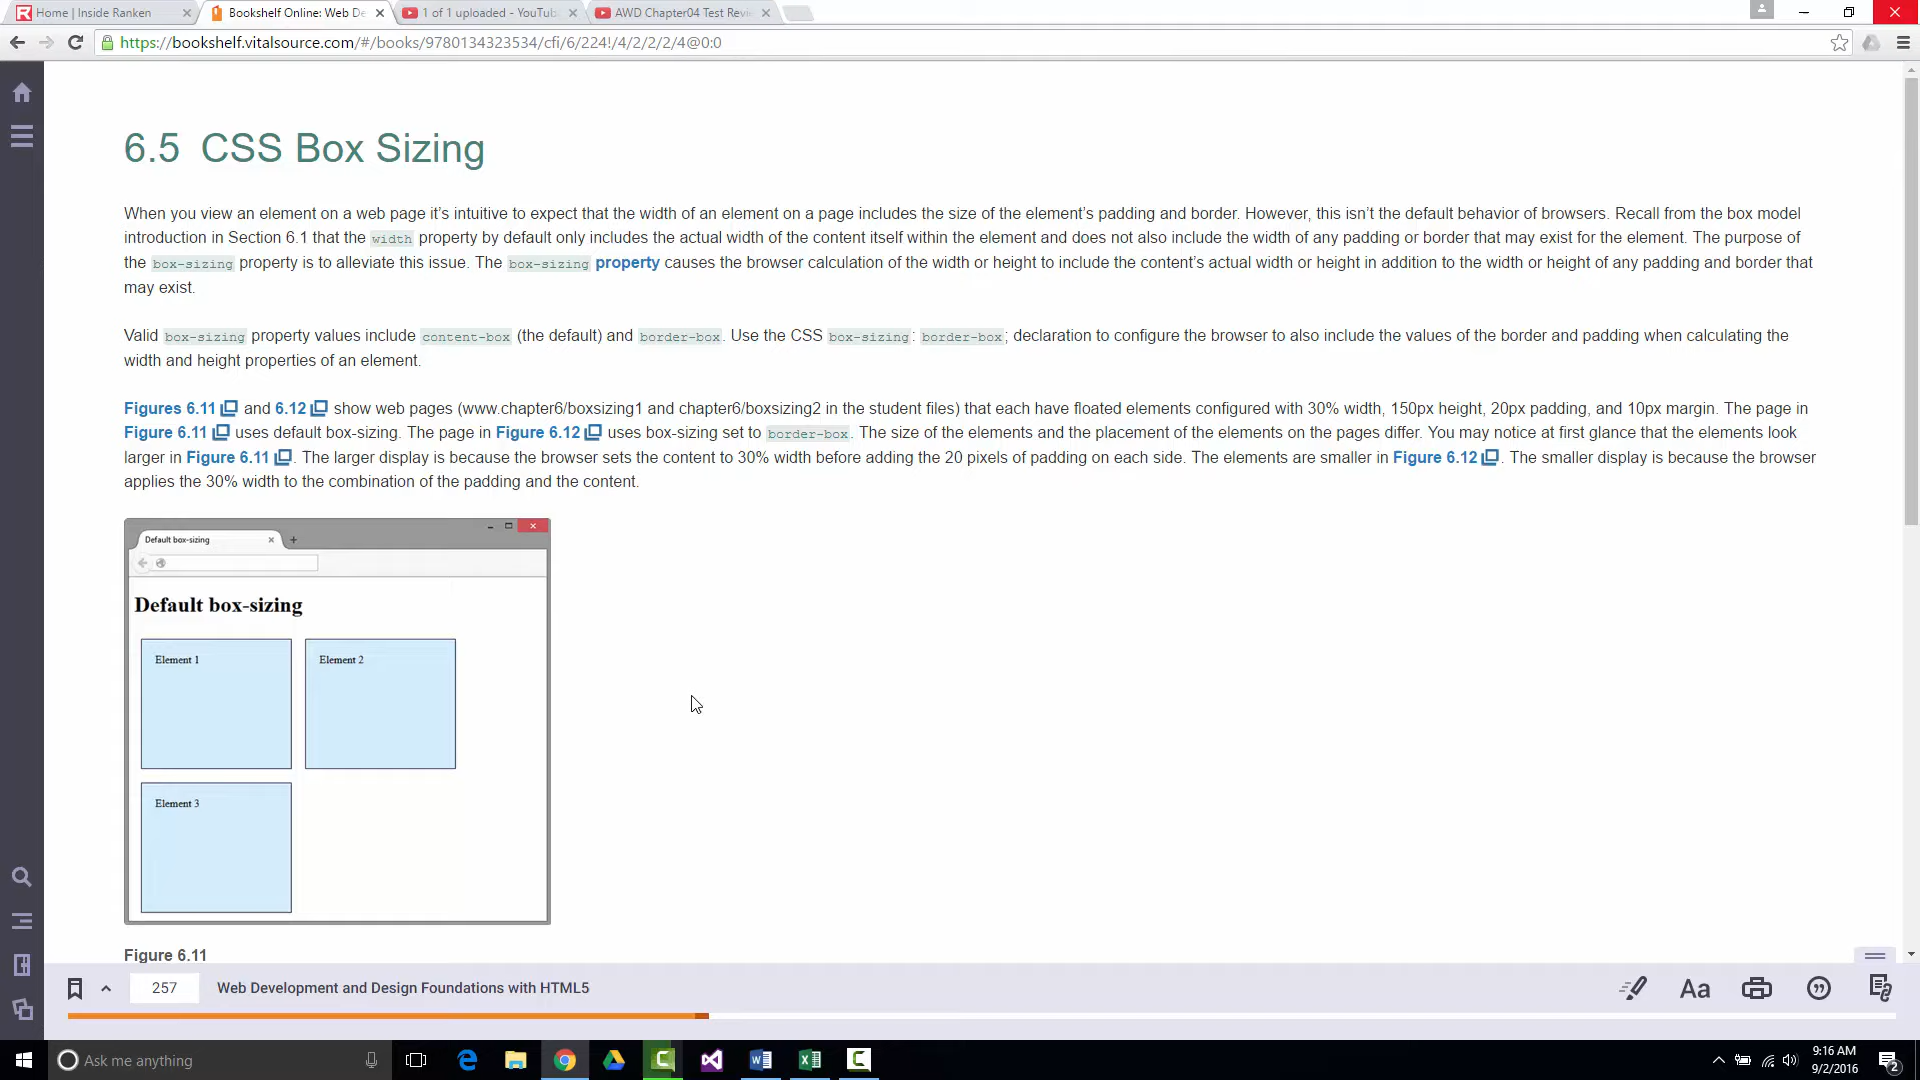 Home | Inside Ranken
Bookshelf Online: Web De
1 of 1 uploaded - YouTub
AWD Chapter04 Test Revi
https://bookshelf.vitalsource.com/#/books/9780134323534/cfi/6/224!/4/2/2/2/4@0:0
6.5 CSS Box Sizing
When you view an element on a web page it’s intuitive to expect that the width of an element on a page includes the size of the element’s padding and border. However, this isn’t the default behavior of browsers. Recall from the box model
introduction in Section 6.1 that the width property by default only includes the actual width of the content itself within the element and does not also include the width of any padding or border that may exist for the element. The purpose of
the box-sizing property is to alleviate this issue. The box-sizing property causes the browser calculation of the width or height to include the content’s actual width or height in addition to the width or height of any padding and border that
may exist.
Valid box-sizing property values include content-box (the default) and border-box. Use the CSS box-sizing: border-box; declaration to configure the browser to also include the values of the border and padding when calculating the
width and height properties of an element.
Figures 6.11 and 6.12 show web pages (www.chapter6/boxsizing1 and chapter6/boxsizing2 in the student files) that each have floated elements configured with 30% width, 150px height, 20px padding, and 10px margin. The page in
Figure 6.11 uses default box-sizing. The page in Figure 6.12 uses box-sizing set to border-box. The size of the elements and the placement of the elements on the pages differ. You may notice at first glance that the elements look
larger in Figure 6.11. The larger display is because the browser sets the content to 30% width before adding the 20 pixels of padding on each side. The elements are smaller in Figure 6.12. The smaller display is because the browser
applies the 30% width to the combination of the padding and the content.
Default box-sizing
Default box-sizing
Element 1
Element 2
Element 3
Figure 6.11
257
Web Development and Design Foundations with HTML5
Aa
Ask me anything
9:16 AM
9/2/2016
2